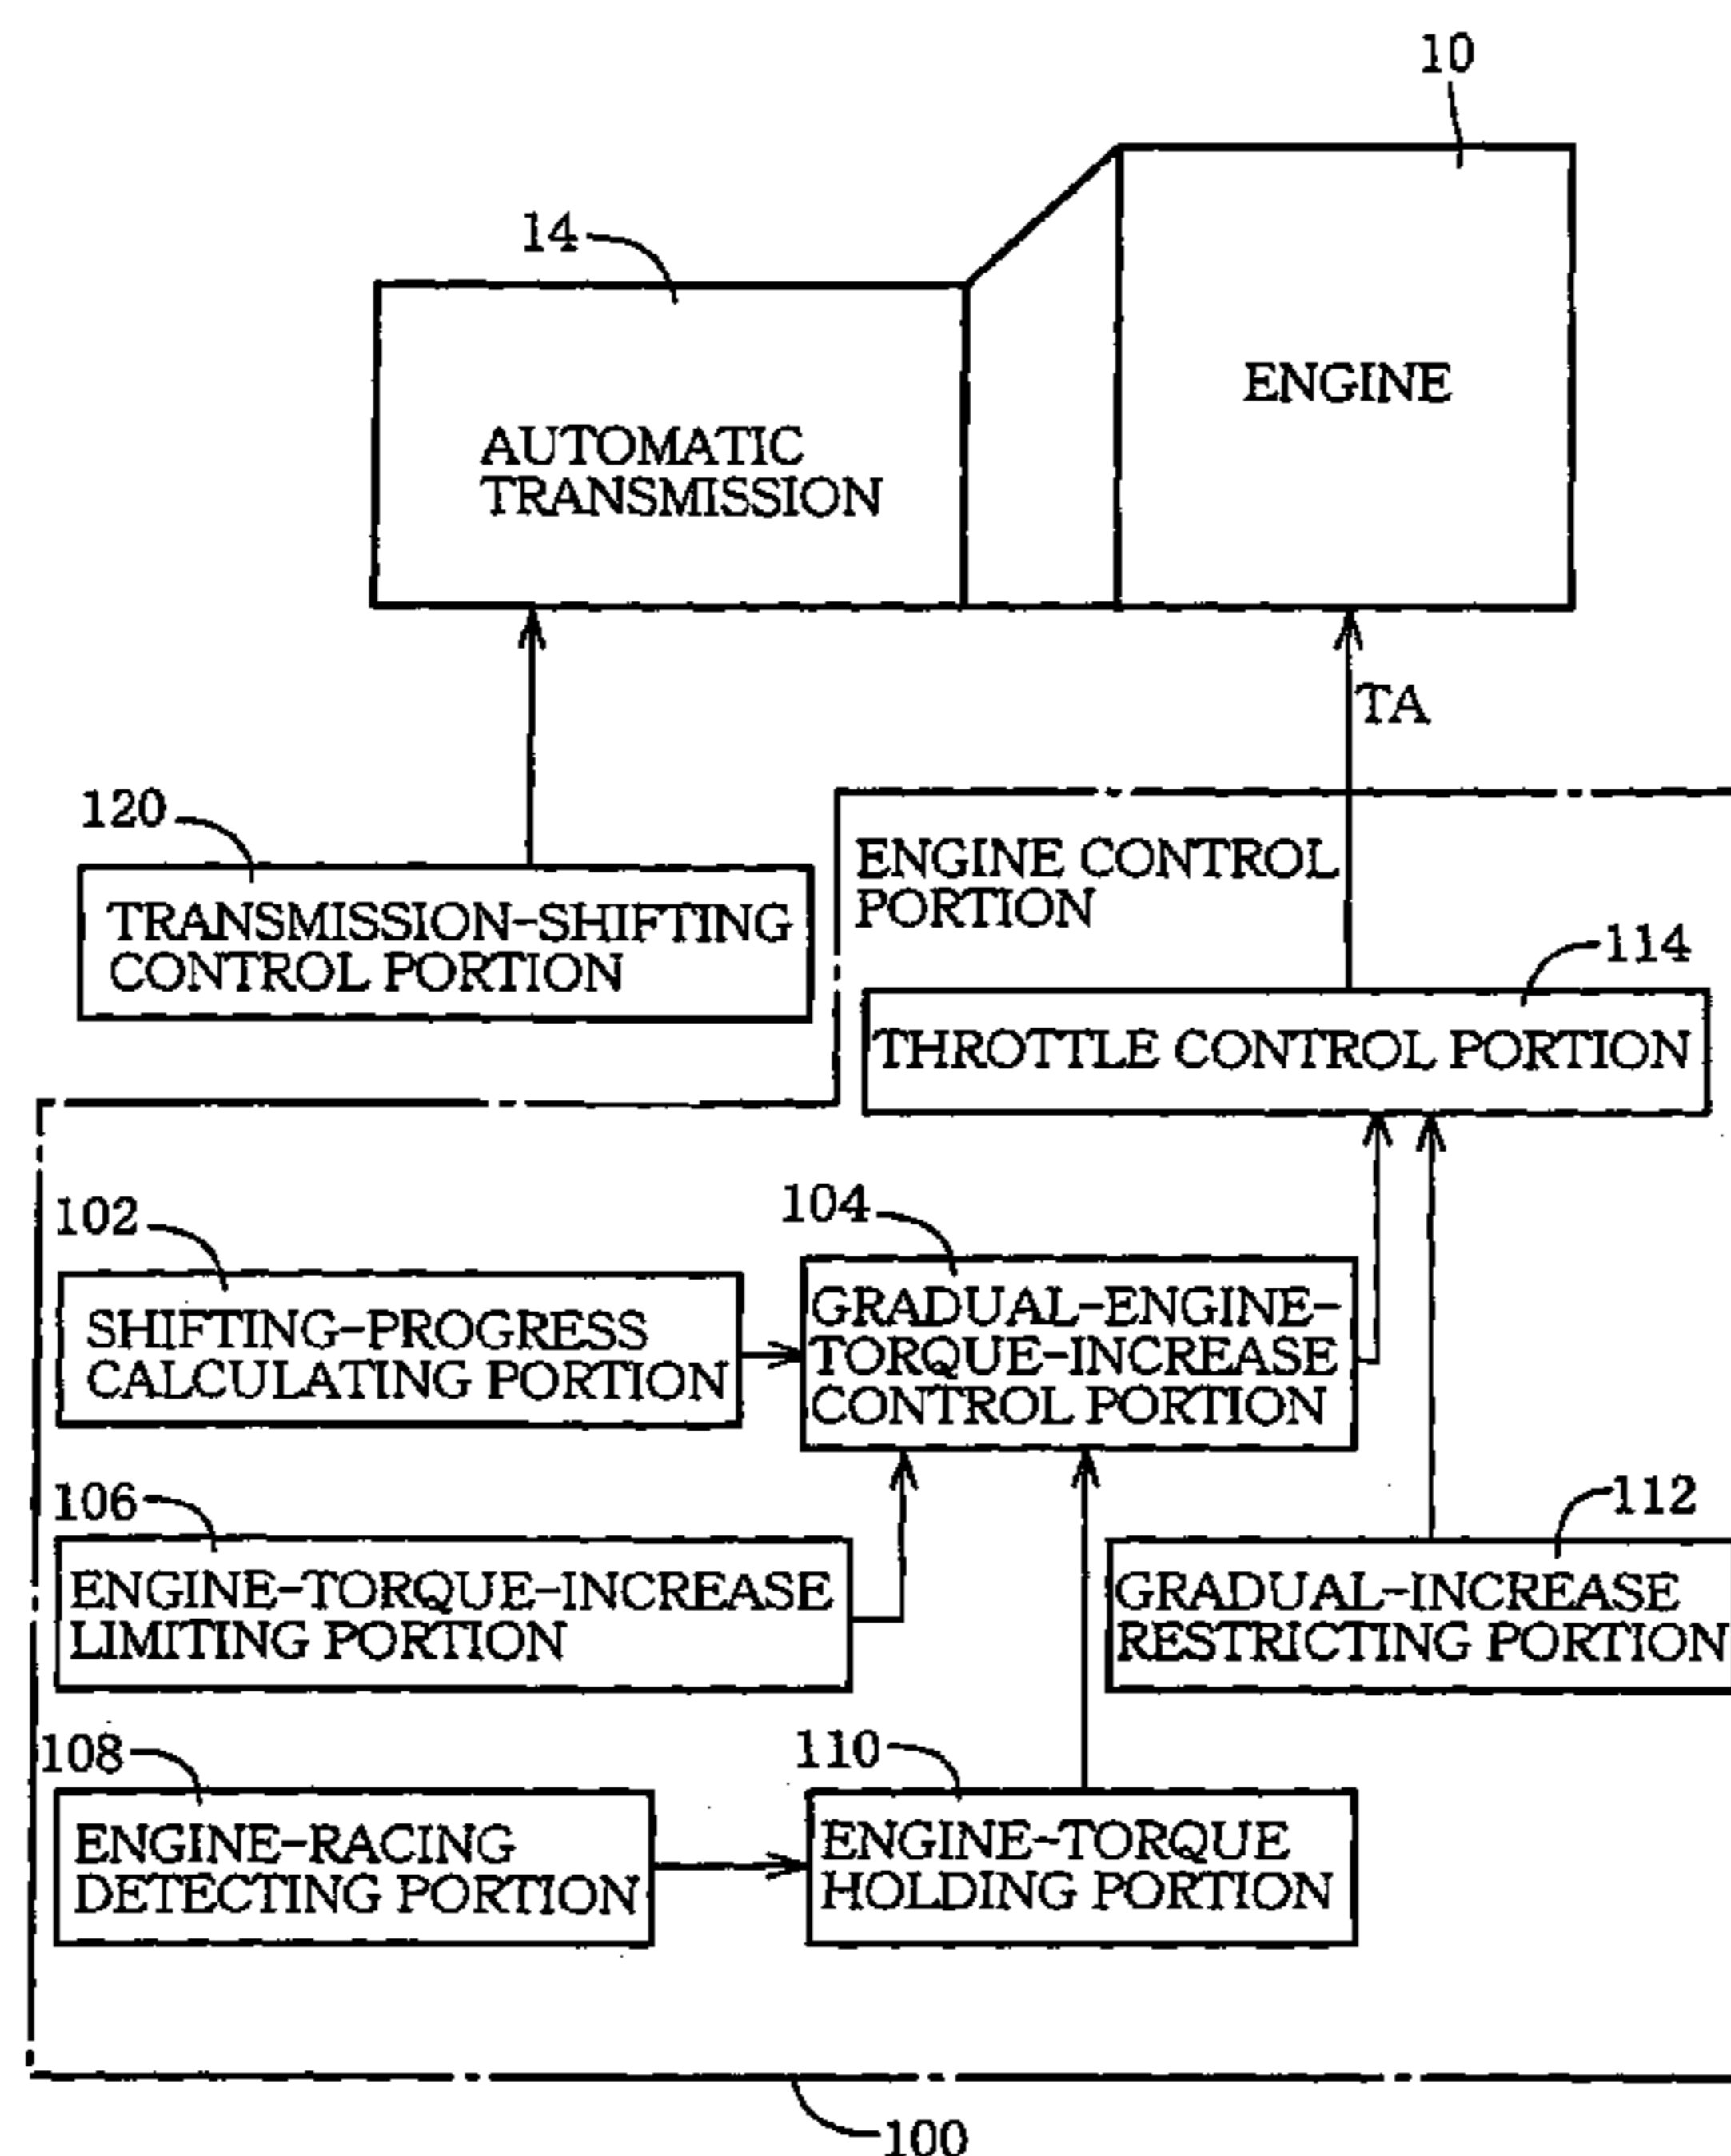 10
14
ENGINE
AUTOMATIC
TRANSMISSION
TA
120
ENGINE CONTROL
PORTION
TRANSMISSION-SHIFTING
CONTROL PORTION
114
THROTTLE CONTROL PORTION
102
104
SHIFTING-PROGRESS
CALCULATING PORTION
GRADUAL-ENGINE-
TORQUE-INCREASE
CONTROL PORTION
106
112
ENGINE-TORQUE-INCREASE
LIMITING PORTION
GRADUAL-INCREASE
RESTRICTING PORTION
108
110
ENGINE-RACING
DETECTING PORTION
ENGINE-TORQUE
HOLDING PORTION
100